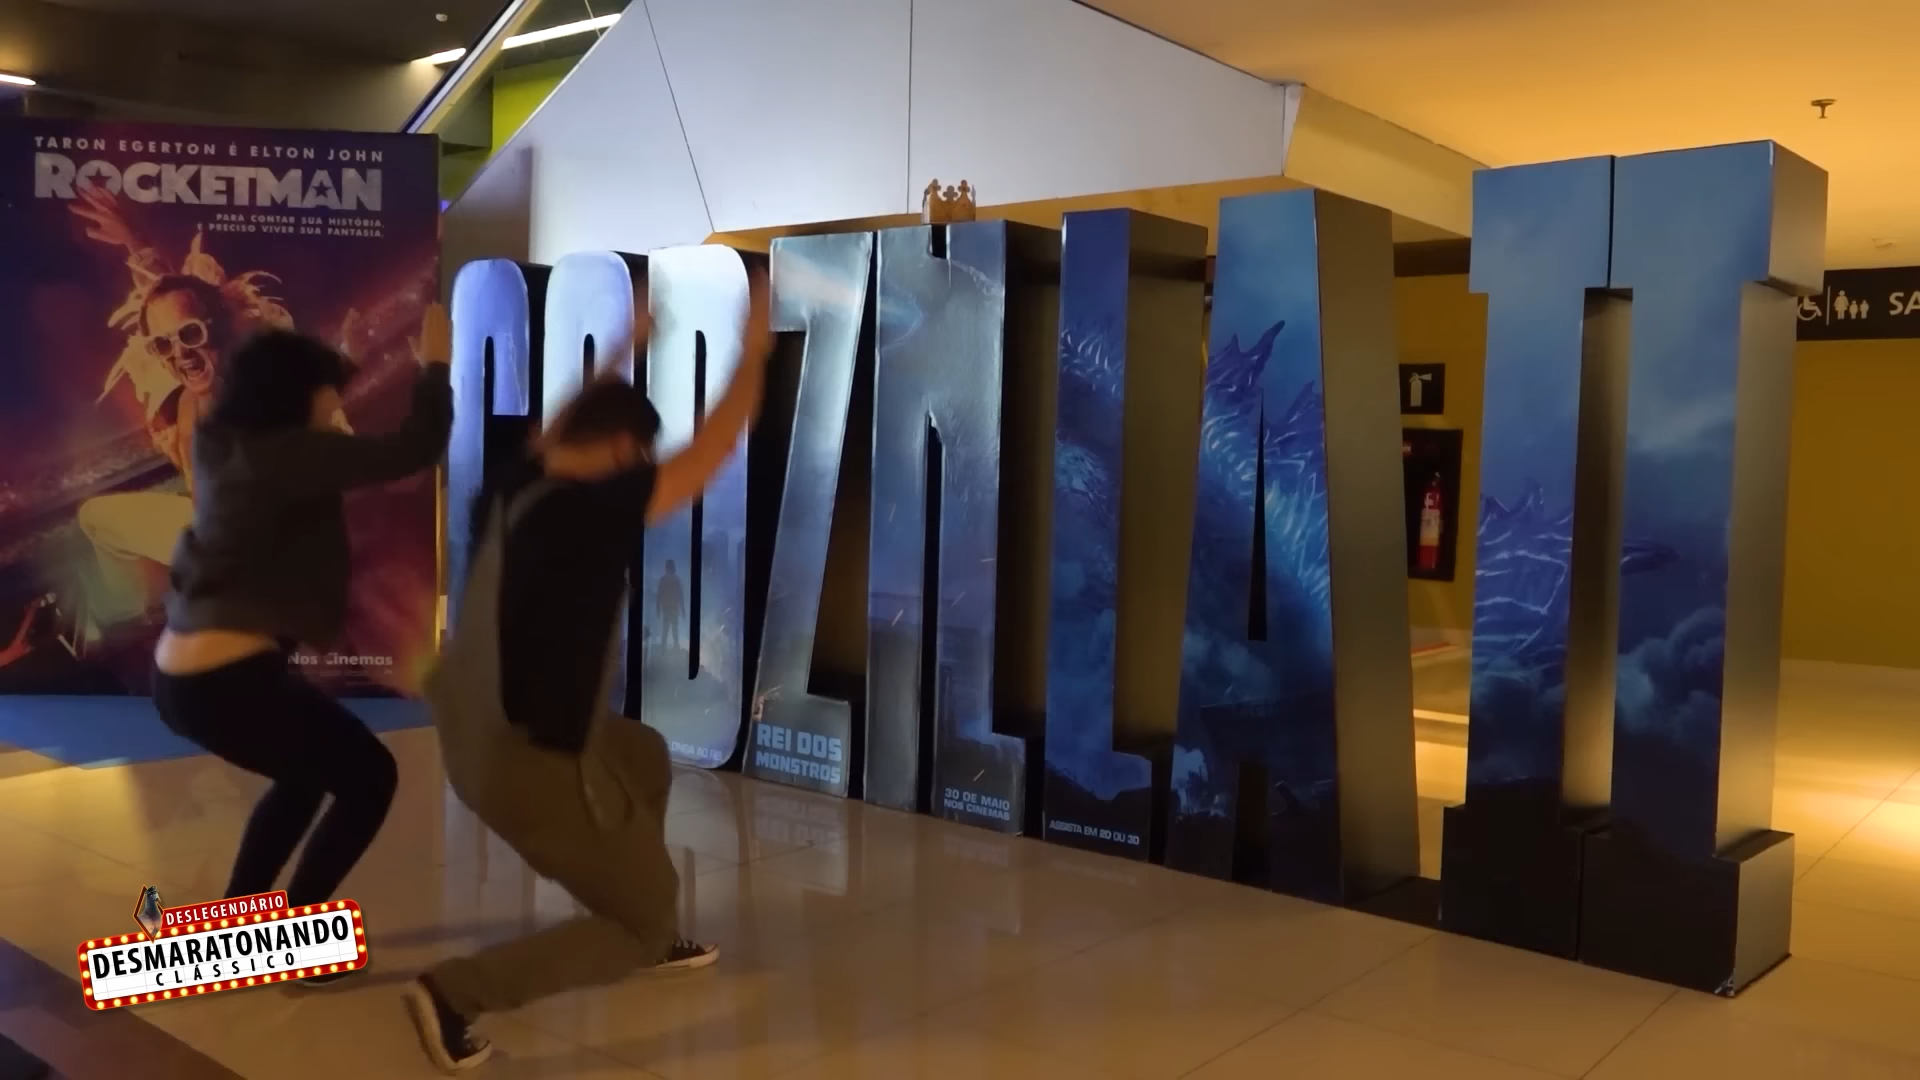 TARON EGERTON É ELTON JOHN
ROCKETMAN
PARA CONTAR SUA HISTÓRIA,
É PRECISO VIVER SUA FANTASIA.
Nos Cinemas
GODZILLA II
REI DOS
MONSTROS
30 DE MAIO
NOS CINEMAS
ASSISTA EM 2D OU 3D
SA
DESLEGENDÁRIO
DESMARATONANDO
CLÁSSICO